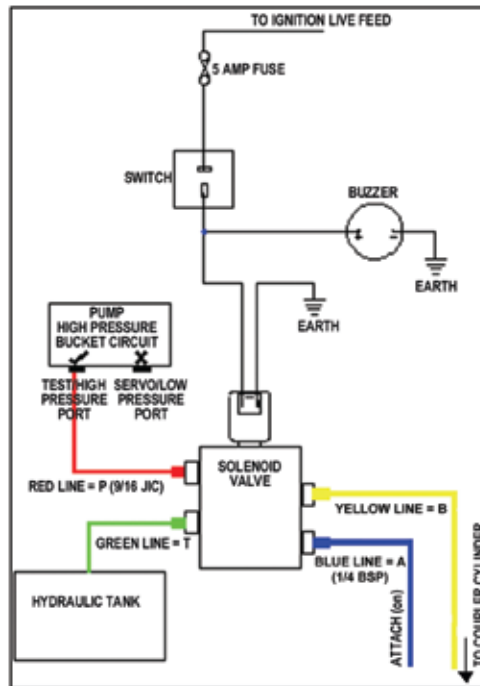 TO IGNITION LIVE FEED
5 AMP FUSE
SWITCH
BUZZER
EARTH
EARTH
PUMP
HIGH PRESSURE
BUCKET CIRCUIT
TEST/HIGH
PRESSURE
PORT
SERVO/LOW
PRESSURE
PORT
SOLENOID
VALVE
RED LINE = P (9/16 JIC)
YELLOW LINE = B
GREEN LINE = T
BLUE LINE = A
(1/4 BSP)
HYDRAULIC TANK
ATTACH (on)
TO COUPLER CYLINDER